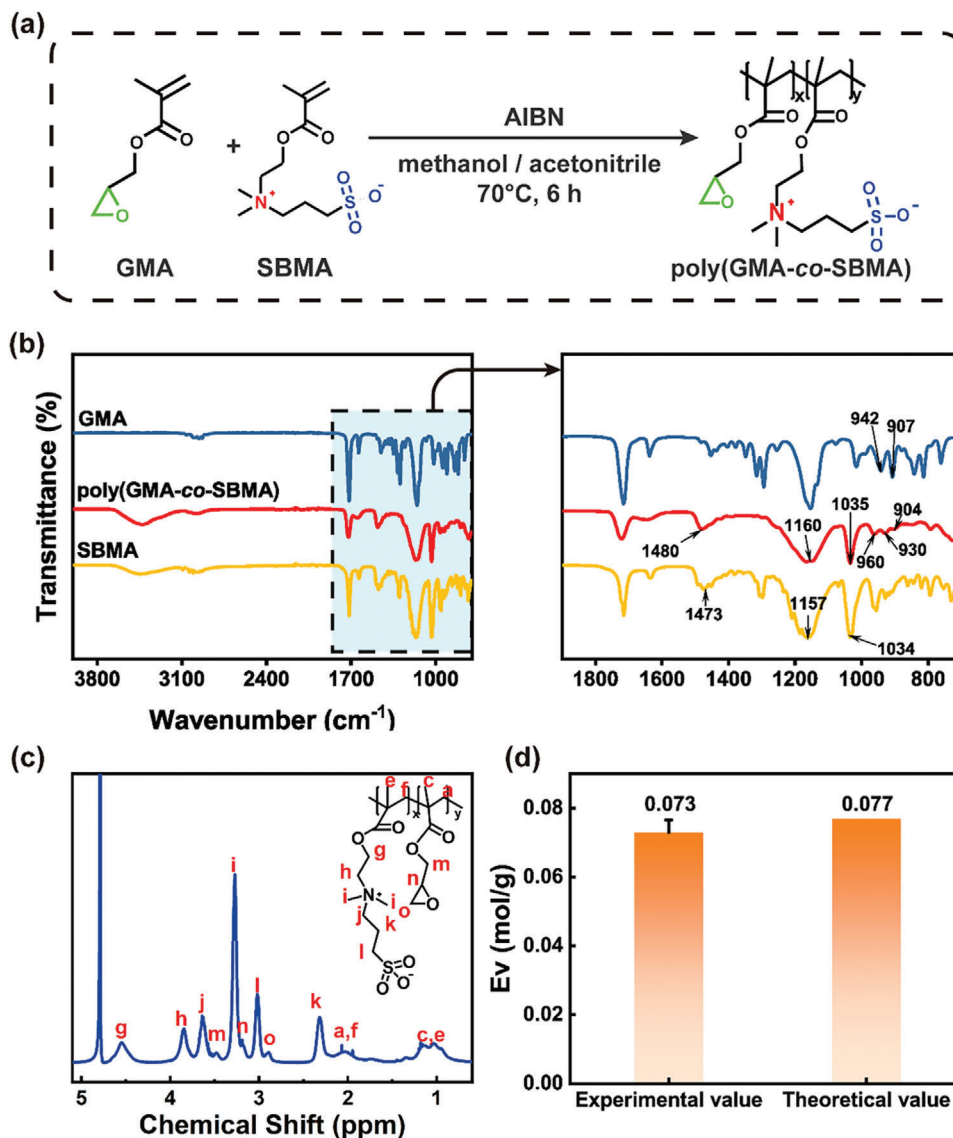 (a)
AIBN
methanol / acetonitrile
70°C, 6 h
+
O
O
O
GMA
O
O
N+
S
O
O
O-
SBMA
x
y
O
O
O
O
O
N+
S
O
O
O-
poly(GMA-co-SBMA)
(b)
Transmittance (%)
GMA
poly(GMA-co-SBMA)
SBMA
3800 3100 2400 1700 1000
Wavenumber (cm-1)
942
907
1480
1160
1035
904
960
930
1473
1157
1034
1800 1600 1400 1200 1000 800
(c)
e
f
x
c
a
y
O
O
O
O
g
h
m
n
i
N+
i
o
O
j
k
l
O
S
O
O-
g
h
j
m
i
n
l
o
k
a,f
c,e
5 4 3 2 1
Chemical Shift (ppm)
(d)
Ev (mol/g)
0.08
0.06
0.04
0.02
0.00
0.073
0.077
Experimental value
Theoretical value